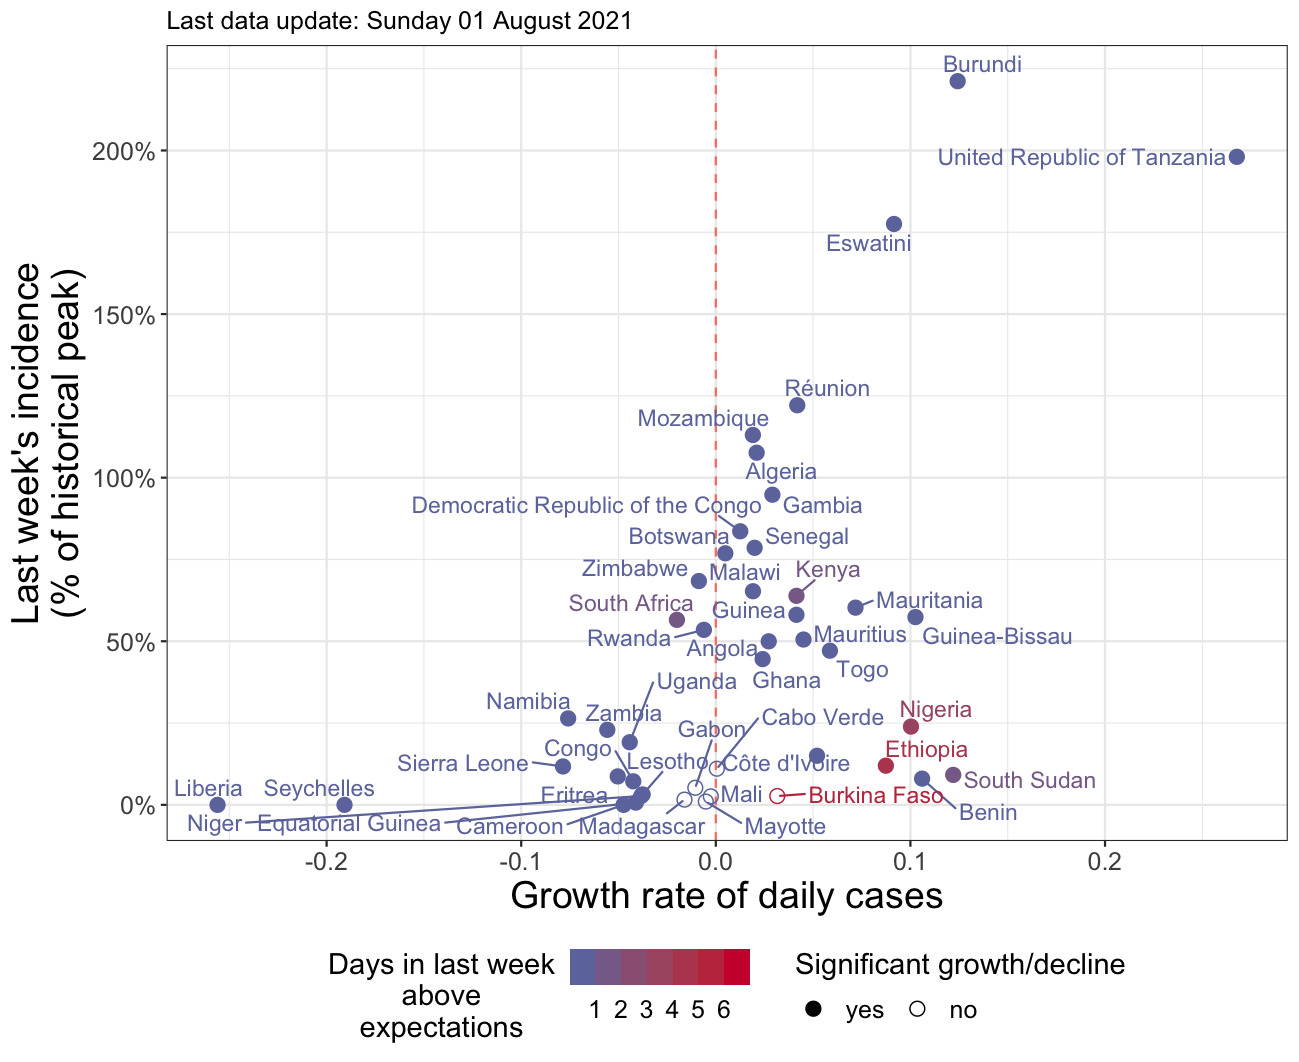 Last data update: Sunday 01 August 2021
Last week's incidence
(% of historical peak)
200%
150%
100%
50%
0%
Burundi
United Republic of Tanzania
Eswatini
Réunion
Mozambique
Algeria
Democratic Republic of the Congo
Gambia
Botswana
Senegal
Zimbabwe
Malawi
Kenya
South Africa
Guinea
Mauritania
Rwanda
Mauritius
Guinea-Bissau
Angola
Togo
Uganda
Ghana
Namibia
Zambia
Cabo Verde
Nigeria
Gabon
Congo
Ethiopia
Sierra Leone
Lesotho
Côte d'Ivoire
South Sudan
Liberia
Seychelles
Eritrea
Mali
Burkina Faso
Benin
Niger
Equatorial Guinea
Cameroon
Madagascar
Mayotte
-0.2
-0.1
0.0
0.1
0.2
Growth rate of daily cases
Days in last week
above
expectations
1 2 3 4 5 6
Significant growth/decline
yes
no